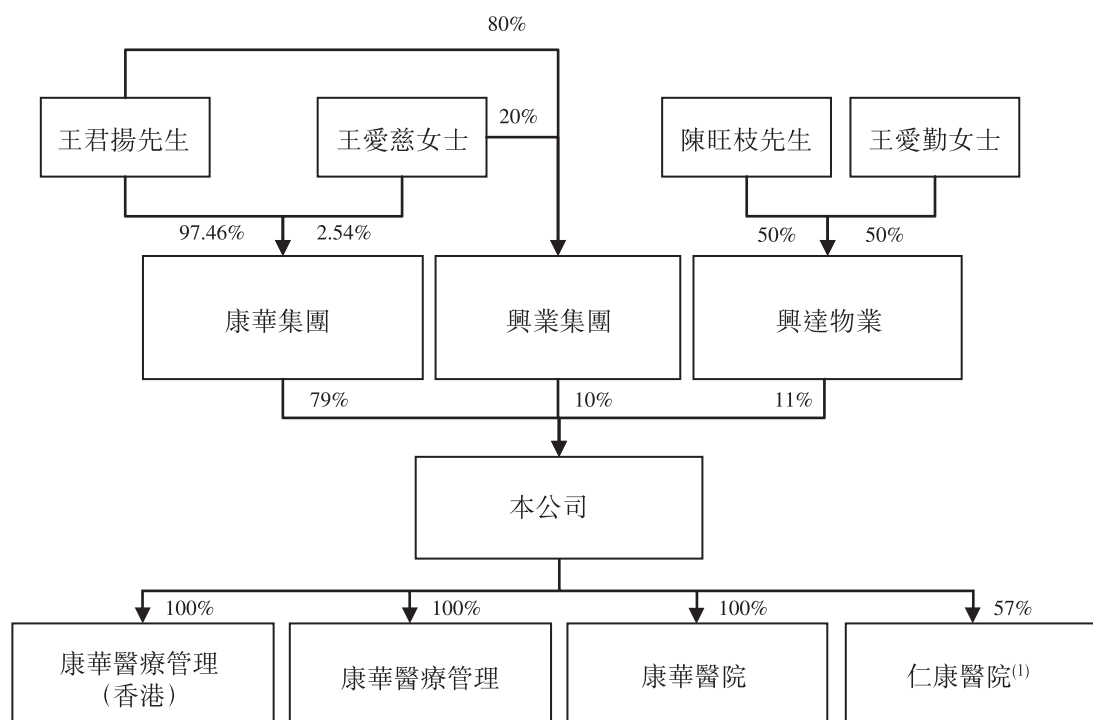 80%
王君揚先生
王愛慈女士
20%
陳旺枝先生
王愛勤女士
97.46%
2.54%
50%
50%
康華集團
興業集團
興達物業
79%
10%
11%
本公司
100%
100%
100%
57%
康華醫療管理
(香港)
康華醫療管理
康華醫院
仁康醫院(1)